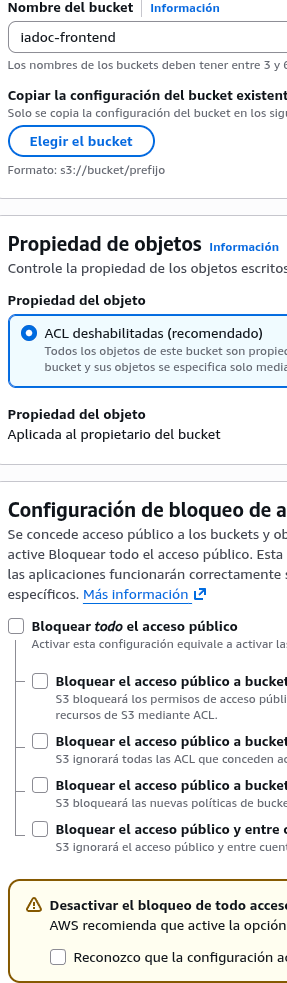 Nombre del bucket Información
iadoc-frontend
Los nombres de los buckets deben tener entre 3 y
Copiar la configuración del bucket existent
Solo se copia la configuración del bucket en los sig
Elegir el bucket
Formato: s3://bucket/prefijo
Propiedad de objetos Información
Controle la propiedad de los objetos escritos
Propiedad del objeto
ACL deshabilitadas (recomendado)
Todos los objetos de este bucket son propied
bucket y sus objetos se especifica solo media
Propiedad del objeto
Aplicada al propietario del bucket
Configuración de bloqueo de a
Se concede acceso público a los buckets y ob
active Bloquear todo el acceso público. Esta
las aplicaciones funcionarán correctamente s
específicos. Más información
Bloquear todo el acceso público
Activar esta configuración equivale a activar las
Bloquear el acceso público a bucket
S3 bloqueará los permisos de acceso públi
recursos de S3 mediante ACL.
Bloquear el acceso público a bucket
S3 ignorará todas las ACL que conceden ac
Bloquear el acceso público a bucket
S3 bloqueará las nuevas políticas de bucke
Bloquear el acceso público y entre c
S3 ignorará el acceso público y entre cuent
Desactivar el bloqueo de todo acces
AWS recomienda que active la opción
Reconozco que la configuración ac